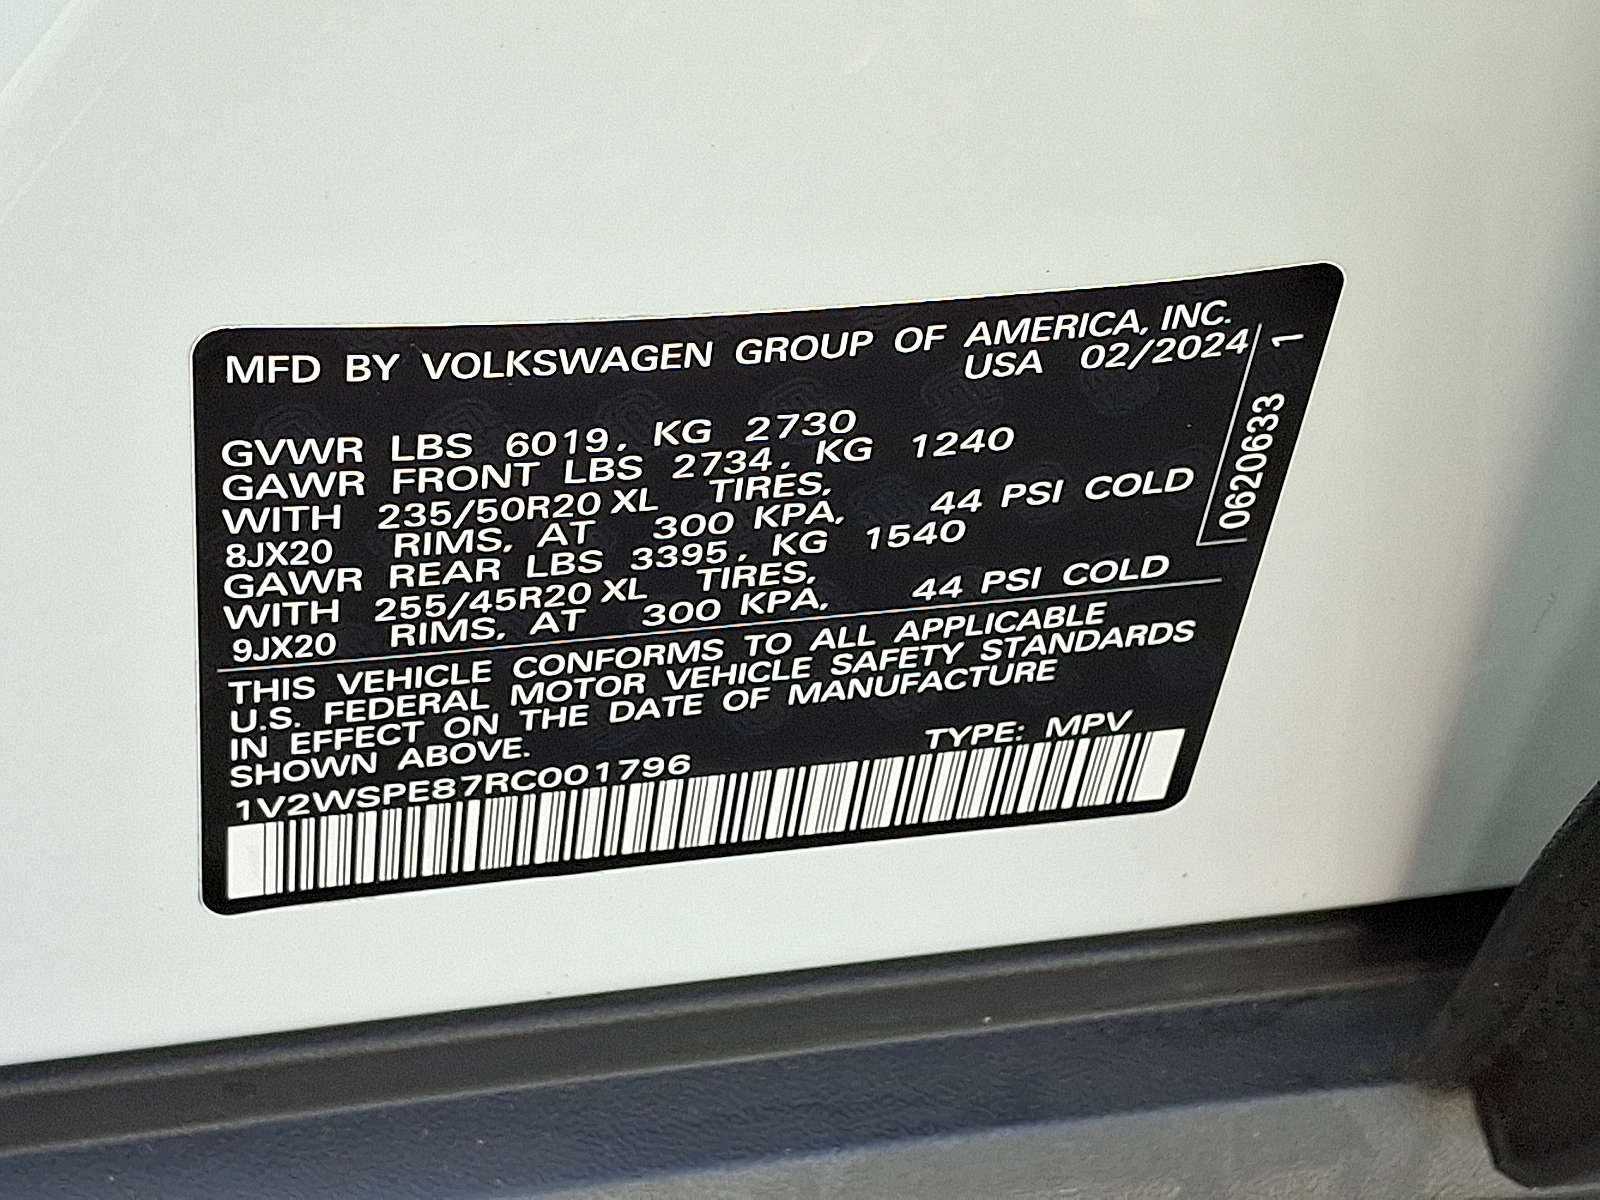 MFD BY VOLKSWAGEN GROUP OF AMERICA, INC.
USA 02/2024
GVWR LBS 6019, KG 2730
GAWR FRONT LBS 2734, KG 1240
WITH 235/50R20 XL TIRES,
8JX20 RIMS, AT 300 KPA, 44 PSI COLD
GAWR REAR LBS 3395, KG 1540
WITH 255/45R20 XL TIRES,
9JX20 RIMS, AT 300 KPA, 44 PSI COLD
THIS VEHICLE CONFORMS TO ALL APPLICABLE
U.S. FEDERAL MOTOR VEHICLE SAFETY STANDARDS
IN EFFECT ON THE DATE OF MANUFACTURE
SHOWN ABOVE.
1V2WSPE87RC001796 TYPE: MPV
0620633 1